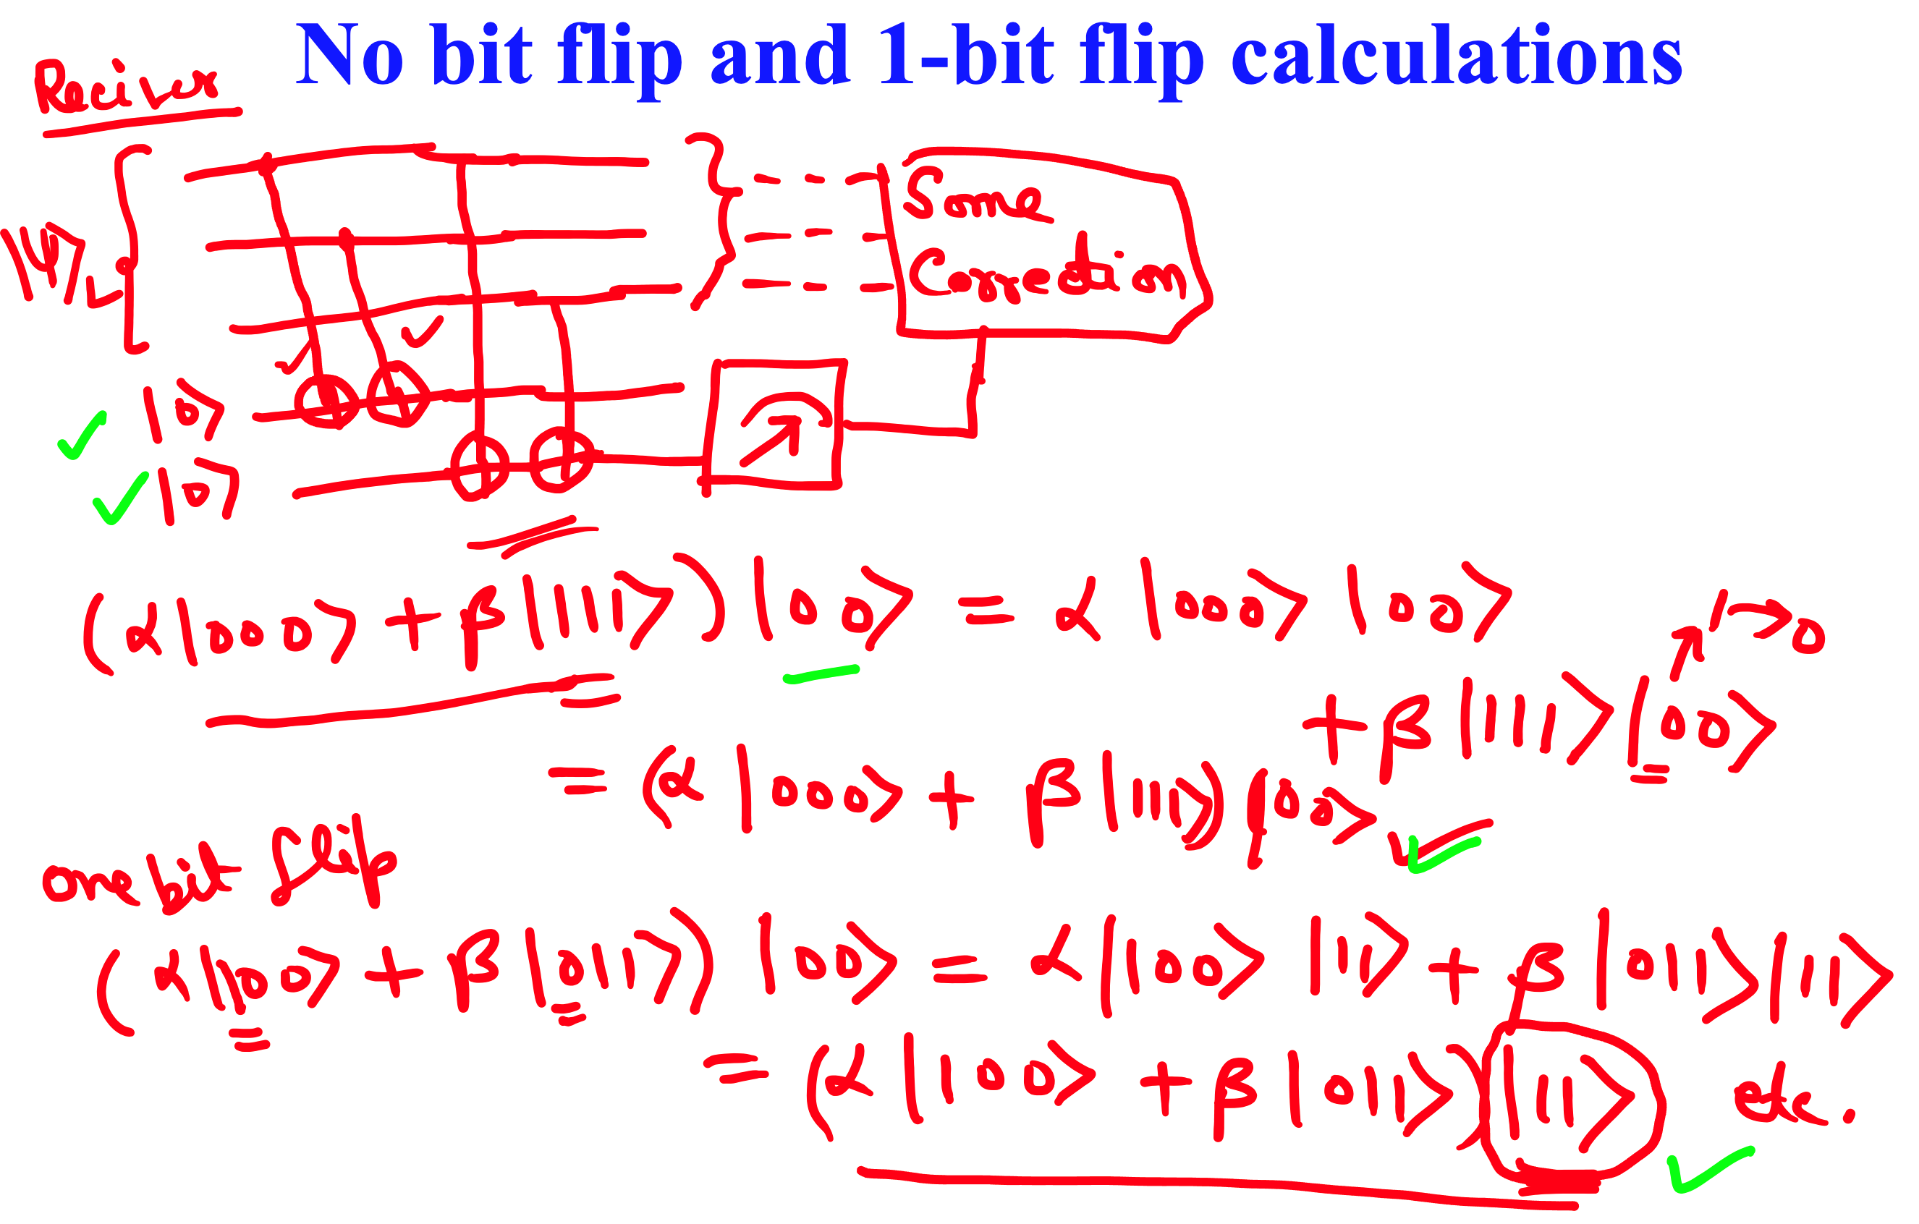 No bit flip and 1-bit flip calculations
Reciver
|ψ⟩
Some
Correction
|0⟩
|0⟩
(α|000⟩ + β|111⟩)|00⟩ = α|000⟩|00⟩
1 → 0
+ β|111⟩|00⟩
= (α|000⟩ + β|111⟩)|00⟩
one bit flip
(α|100⟩ + β|011⟩)|00⟩ = α|100⟩|11⟩ + β|011⟩|11⟩
= (α|100⟩ + β|011⟩)|11⟩ etc.